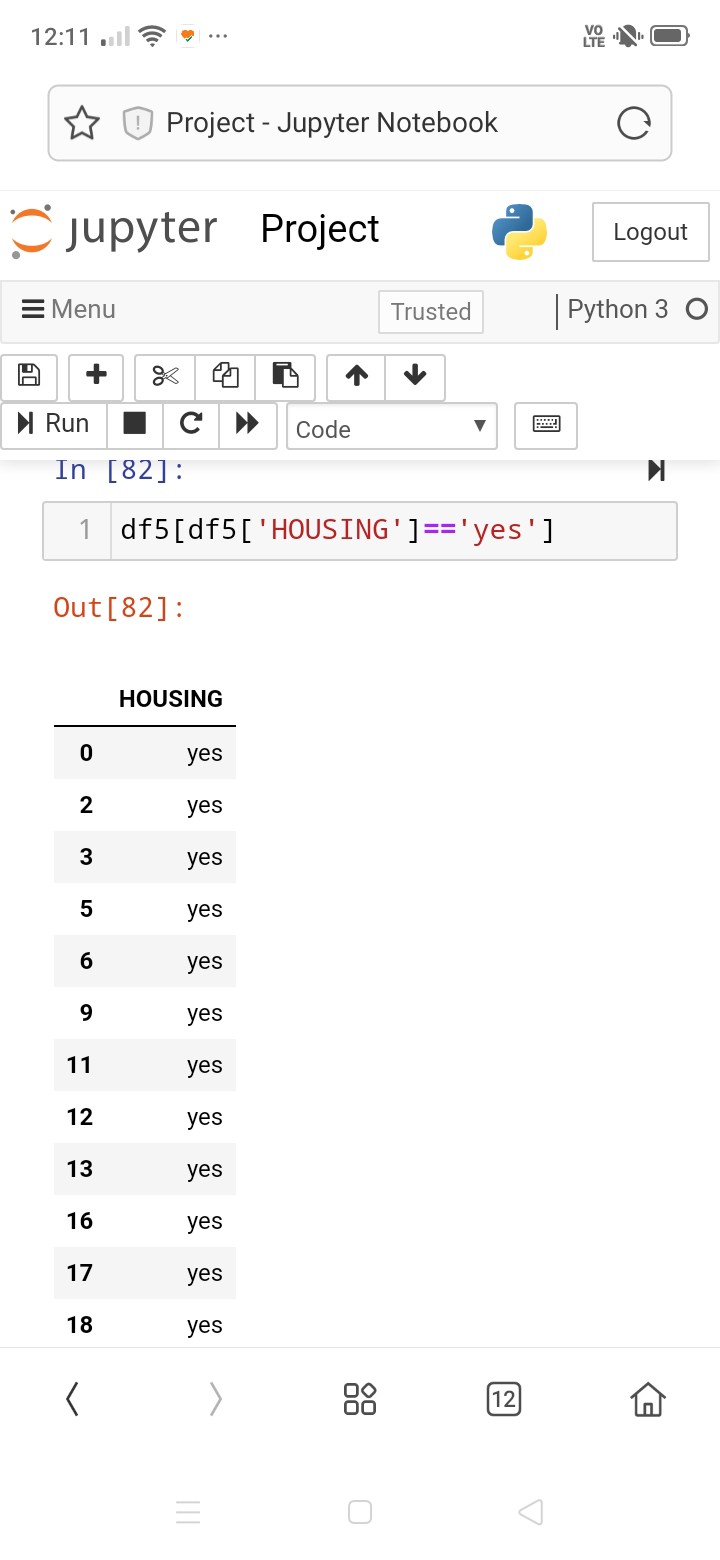 12:11 ... VO LTE
Project - Jupyter Notebook
jupyter Project Logout
Menu Trusted Python 3
Run Code
In [82]:
1 df5[df5['HOUSING']=='yes']
Out[82]:
HOUSING
0 yes
2 yes
3 yes
5 yes
6 yes
9 yes
11 yes
12 yes
13 yes
16 yes
17 yes
18 yes
12